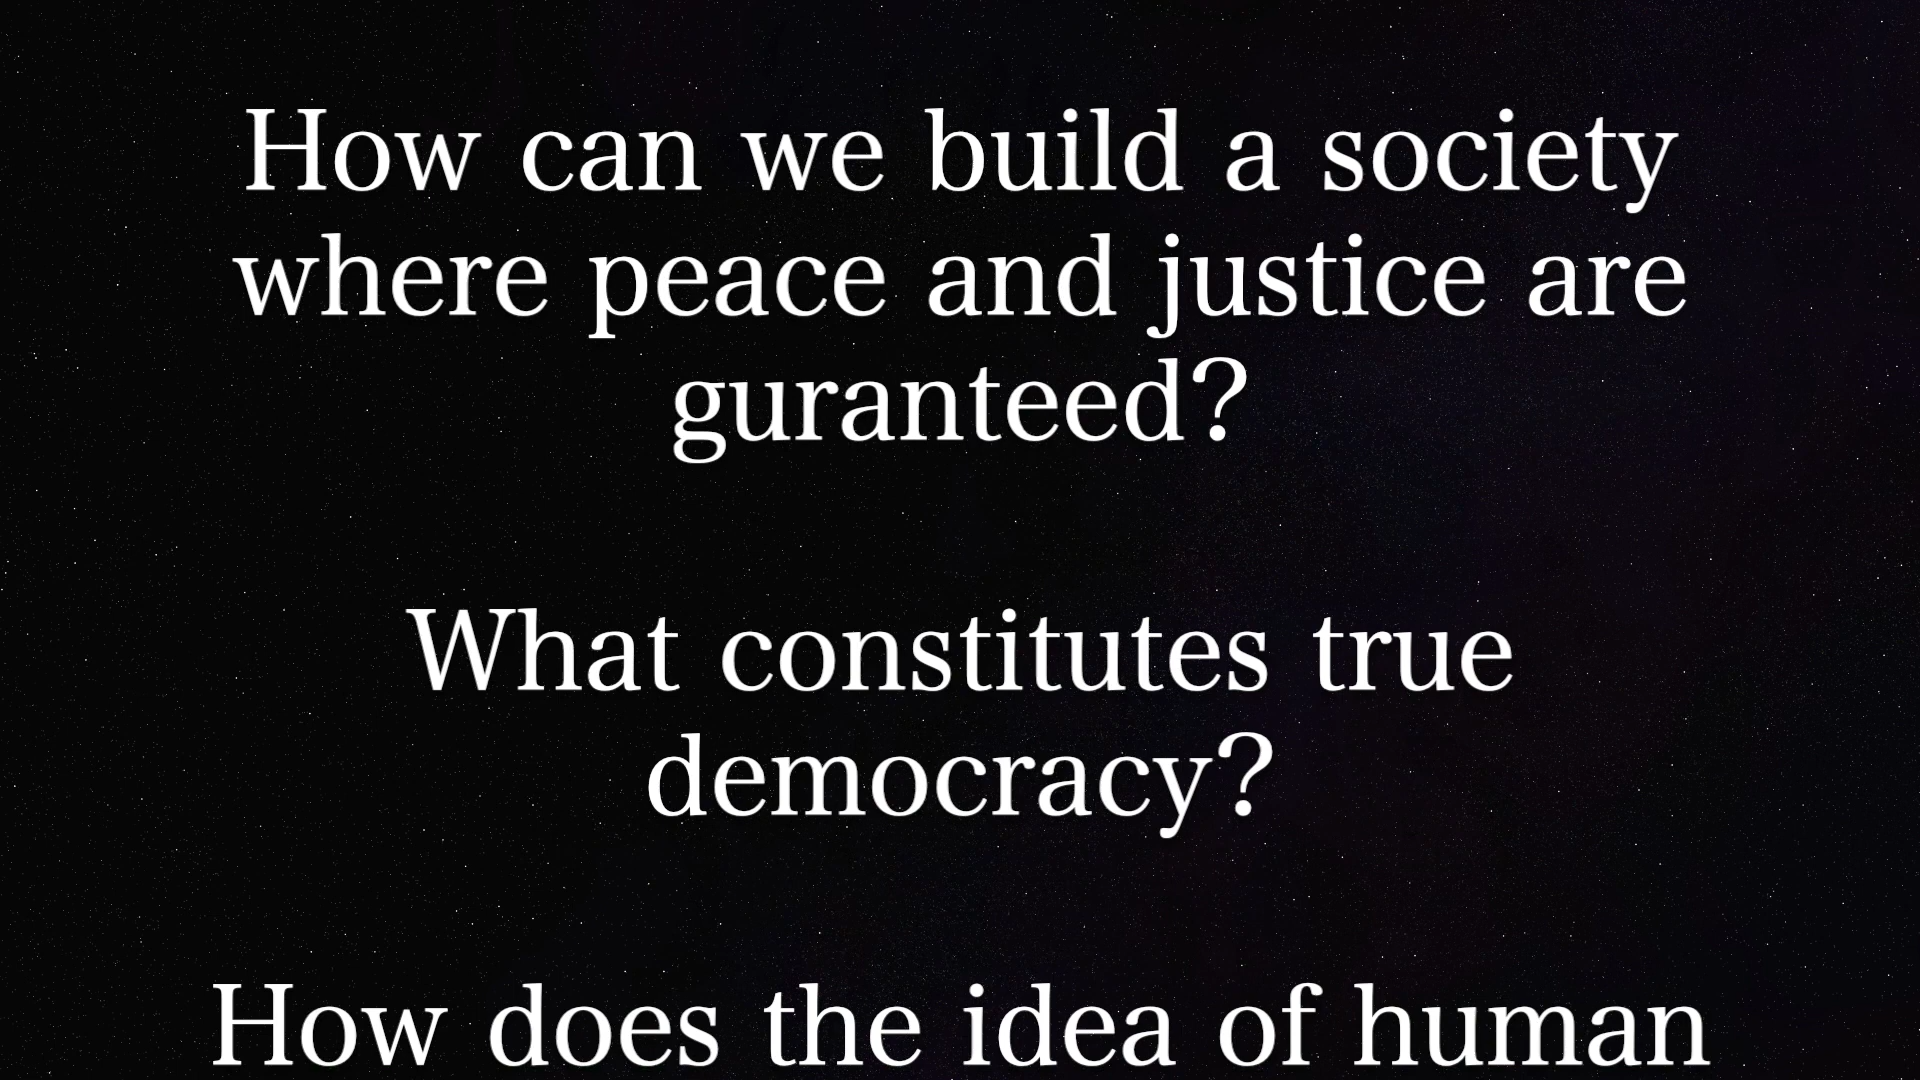 How can we build a society
where peace and justice are
guranteed?
What constitutes true
democracy?
How does the idea of human